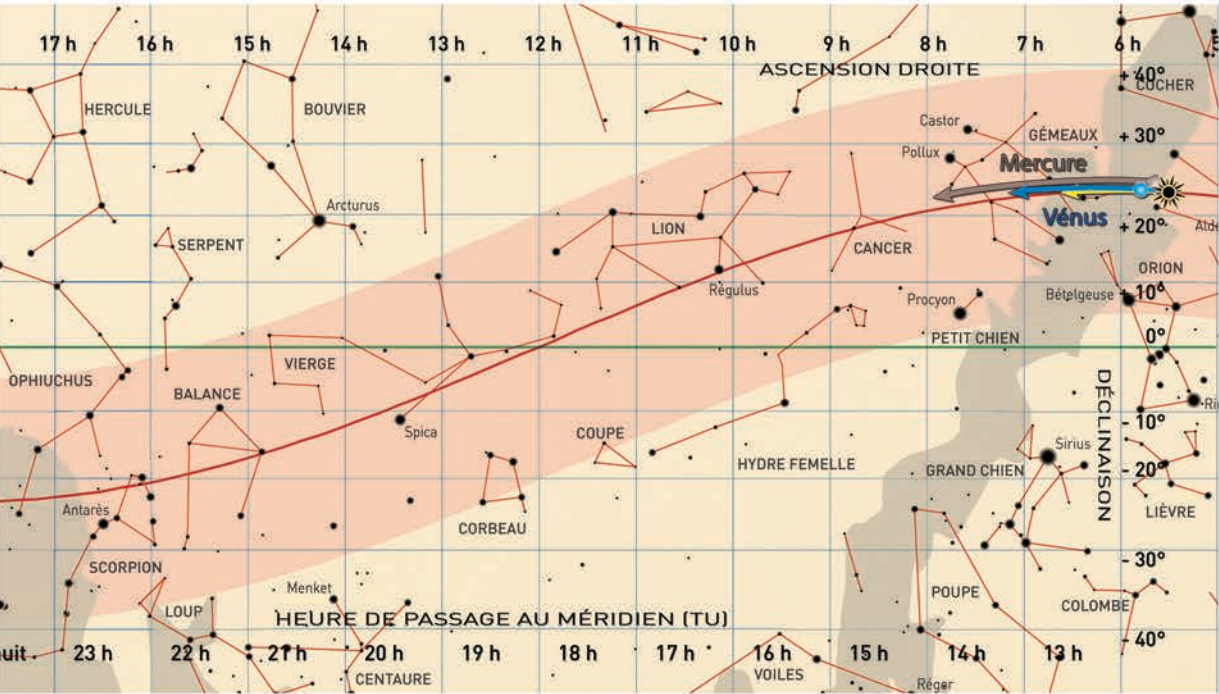 17 h 16 h 15 h 14 h 13 h 12 h 11 h 10 h 9 h 8 h 7 h 6 h
ASCENSION DROITE
+ 40°
COCHER
HERCULE
BOUVIER
Castor
GÉMEAUX
+ 30°
Pollux
Mercure
Arcturus
Vénus
+ 20°
LION
SERPENT
CANCER
ORION
Régulus
Procyon
Bételgeuse
+ 10°
PETIT CHIEN
0°
VIERGE
OPHIUCHUS
BALANCE
DÉCLINAISON
- 10°
Spica
COUPE
Sirius
HYDRE FEMELLE
GRAND CHIEN
- 20°
Antarès
CORBEAU
LIÈVRE
- 30°
SCORPION
Menket
POUPE
COLOMBE
LOUP
HEURE DE PASSAGE AU MÉRIDIEN (TU)
- 40°
23 h 22 h 21 h 20 h 19 h 18 h 17 h 16 h 15 h 14 h 13 h
VOILES
CENTAURE
Régor